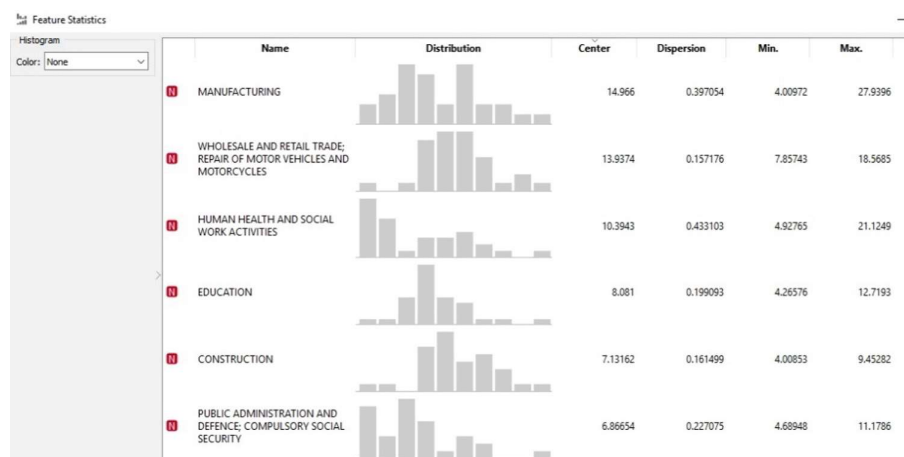 Feature Statistics
Histogram
Color: None
Name Distribution Center Dispersion Min. Max.
N MANUFACTURING 14.966 0.397054 4.00972 27.9396
WHOLESALE AND RETAIL TRADE;
N REPAIR OF MOTOR VEHICLES AND 13.9374 0.157176 7.85743 18.5685
MOTORCYCLES
HUMAN HEALTH AND SOCIAL
N WORK ACTIVITIES 10.3943 0.433103 4.92765 21.1249
N EDUCATION 8.081 0.199093 4.26576 12.7193
N CONSTRUCTION 7.13162 0.161499 4.00853 9.45282
PUBLIC ADMINISTRATION AND
N DEFENCE; COMPULSORY SOCIAL 6.86654 0.227075 4.68948 11.1786
SECURITY